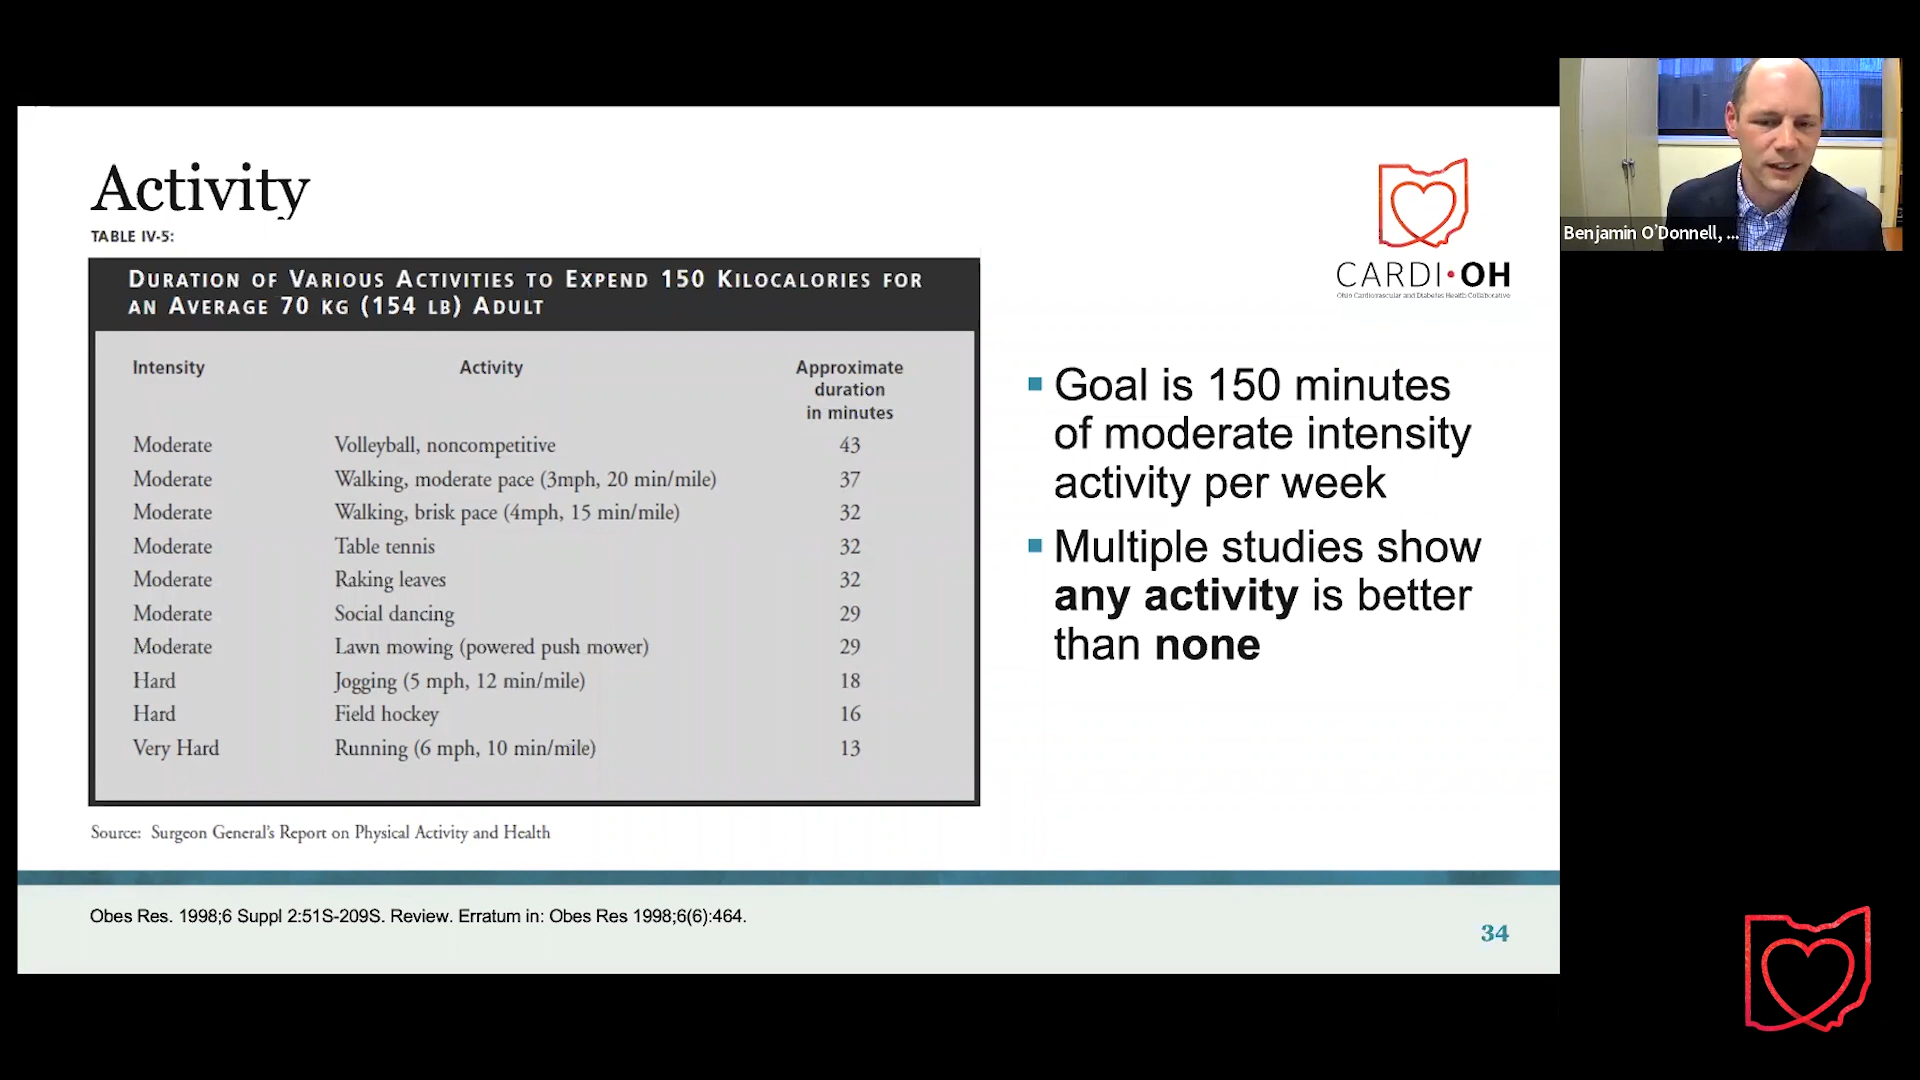 Activity
TABLE IV-5:
DURATION OF VARIOUS ACTIVITIES TO EXPEND 150 KILOCALORIES FOR
AN AVERAGE 70 KG (154 LB) ADULT
Intensity Activity Approximate
duration
in minutes
Moderate Volleyball, noncompetitive 43
Moderate Walking, moderate pace (3mph, 20 min/mile) 37
Moderate Walking, brisk pace (4mph, 15 min/mile) 32
Moderate Table tennis 32
Moderate Raking leaves 32
Moderate Social dancing 29
Moderate Lawn mowing (powered push mower) 29
Hard Jogging (5 mph, 12 min/mile) 18
Hard Field hockey 16
Very Hard Running (6 mph, 10 min/mile) 13
Source: Surgeon General's Report on Physical Activity and Health
CARDI•OH
Ohio Cardiovascular and Diabetes Health Collaborative
Goal is 150 minutes
of moderate intensity
activity per week
Multiple studies show
any activity is better
than none
Obes Res. 1998;6 Suppl 2:51S-209S. Review. Erratum in: Obes Res 1998;6(6):464.
34
Benjamin O'Donnell, ...